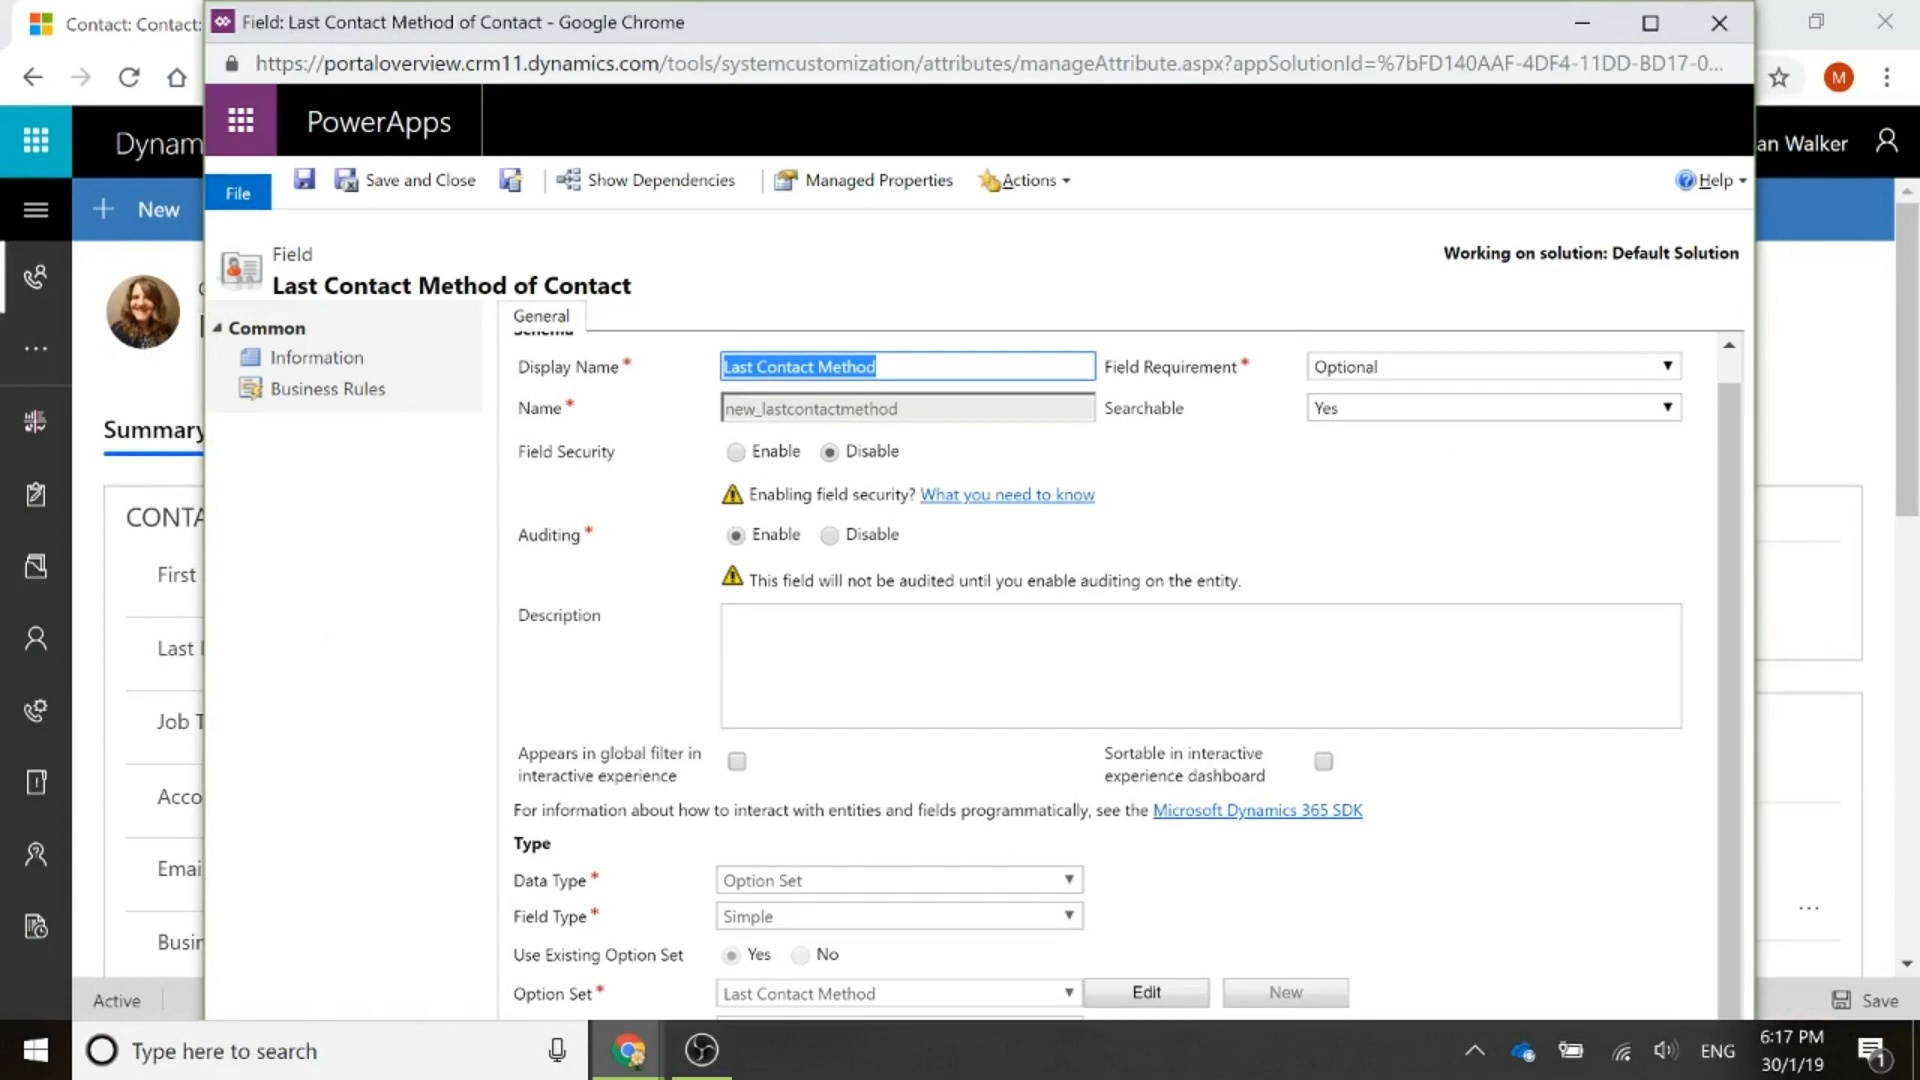 Contact: Contact:
Field: Last Contact Method of Contact - Google Chrome
https://portaloverview.crm11.dynamics.com/tools/systemcustomization/attributes/manageAttribute.aspx?appSolutionId=%7bFD140AAF-4DF4-11DD-BD17-0...
M
Dynam
PowerApps
an Walker
File
Save and Close
Show Dependencies
Managed Properties
Actions
Help
New
Field
Last Contact Method of Contact
Working on solution: Default Solution
Common
Information
Business Rules
General
Schema
Display Name *
Last Contact Method
Field Requirement *
Optional
Name *
new_lastcontactmethod
Searchable
Yes
Field Security
Enable
Disable
Enabling field security? What you need to know
Auditing *
Enable
Disable
This field will not be audited until you enable auditing on the entity.
Description
Appears in global filter in
interactive experience
Sortable in interactive
experience dashboard
For information about how to interact with entities and fields programmatically, see the Microsoft Dynamics 365 SDK
Type
Data Type *
Option Set
Field Type *
Simple
Use Existing Option Set
Yes
No
Option Set *
Last Contact Method
Edit
New
Summary
CONTA
First
Last
Job T
Acco
Emai
Busin
Active
Save
Type here to search
ENG
6:17 PM
30/1/19
1